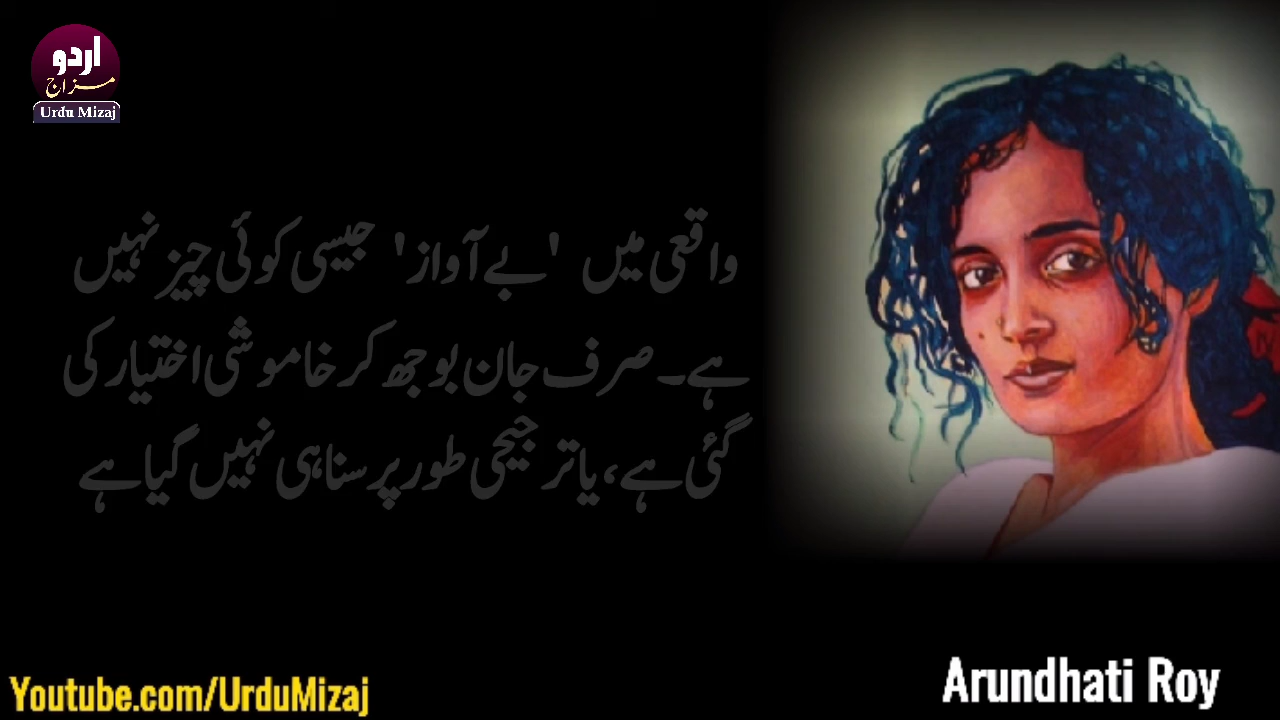 اردو
مزاج
Urdu Mizaj
واقعی میں 'بے آواز' جیسی کوئی چیز نہیں
ہے۔ صرف جان بوجھ کر خاموشی اختیار کی
گئی ہے، یا ترجیحی طور پر سنا ہی نہیں گیا ہے
Youtube.com/UrduMizaj
Arundhati Roy